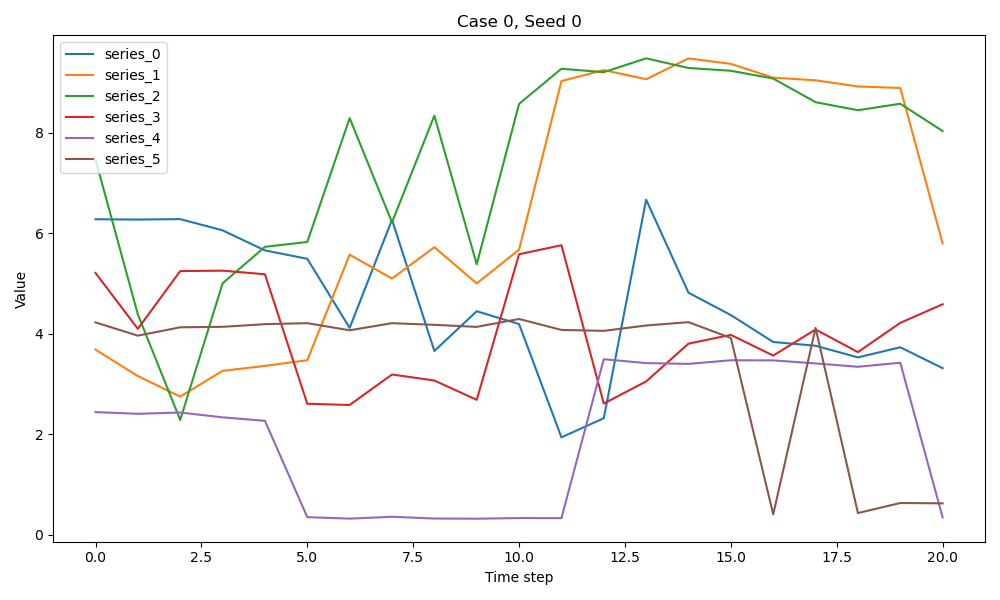 Case 0, Seed 0
series_0
series_1
series_2
series_3
series_4
series_5
Value
8
6
4
2
0
0.0 2.5 5.0 7.5 10.0 12.5 15.0 17.5 20.0
Time step